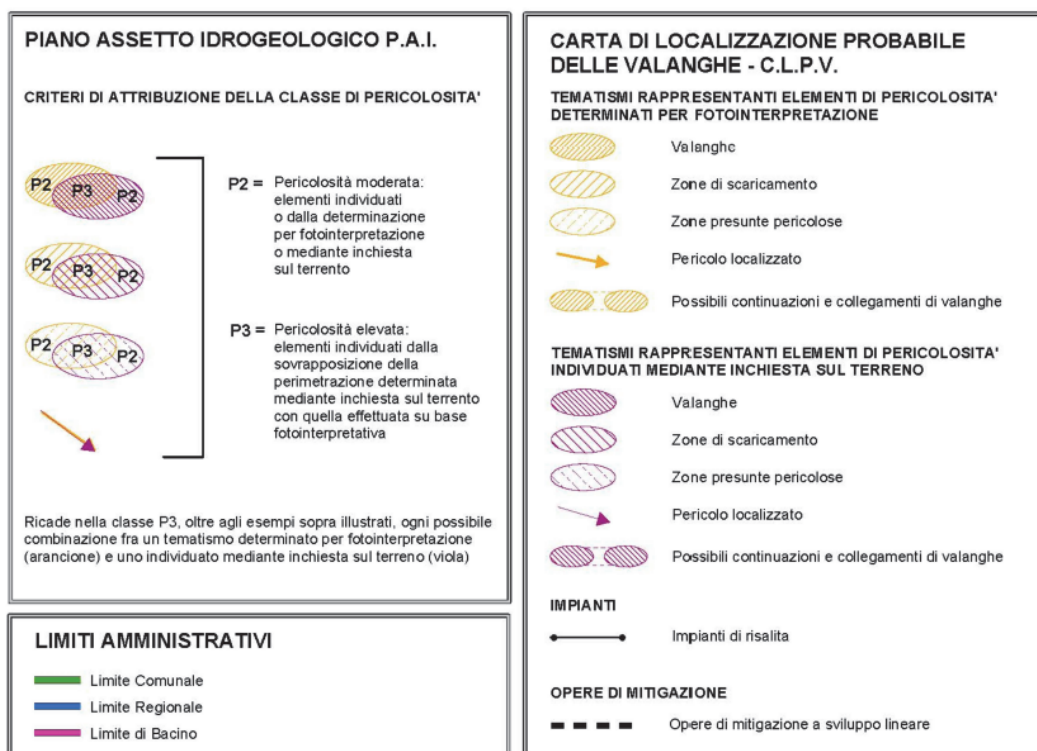 PIANO ASSETTO IDROGEOLOGICO P.A.I.
CRITERI DI ATTRIBUZIONE DELLA CLASSE DI PERICOLOSITA'
P2 P3 P2
P2 P3 P2
P2 P3 P2
P2 = Pericolosità moderata:
elementi individuati
o dalla determinazione
per fotointerpretazione
o mediante inchiesta
sul terrento
P3 = Pericolosità elevata:
elementi individuati dalla
sovrapposizione della
perimetrazione determinata
mediante inchiesta sul terrento
con quella effettuata su base
fotointerpretativa
Ricade nella classe P3, oltre agli esempi sopra illustrati, ogni possibile
combinazione fra un tematismo determinato per fotointerpretazione
(arancione) e uno individuato mediante inchiesta sul terreno (viola)
LIMITI AMMINISTRATIVI
Limite Comunale
Limite Regionale
Limite di Bacino
CARTA DI LOCALIZZAZIONE PROBABILE
DELLE VALANGHE - C.L.P.V.
TEMATISMI RAPPRESENTANTI ELEMENTI DI PERICOLOSITA'
DETERMINATI PER FOTOINTERPRETAZIONE
Valanghe
Zone di scaricamento
Zone presunte pericolose
Pericolo localizzato
Possibili continuazioni e collegamenti di valanghe
TEMATISMI RAPPRESENTANTI ELEMENTI DI PERICOLOSITA'
INDIVIDUATI MEDIANTE INCHIESTA SUL TERRENO
Valanghe
Zone di scaricamento
Zone presunte pericolose
Pericolo localizzato
Possibili continuazioni e collegamenti di valanghe
IMPIANTI
Impianti di risalita
OPERE DI MITIGAZIONE
Opere di mitigazione a sviluppo lineare